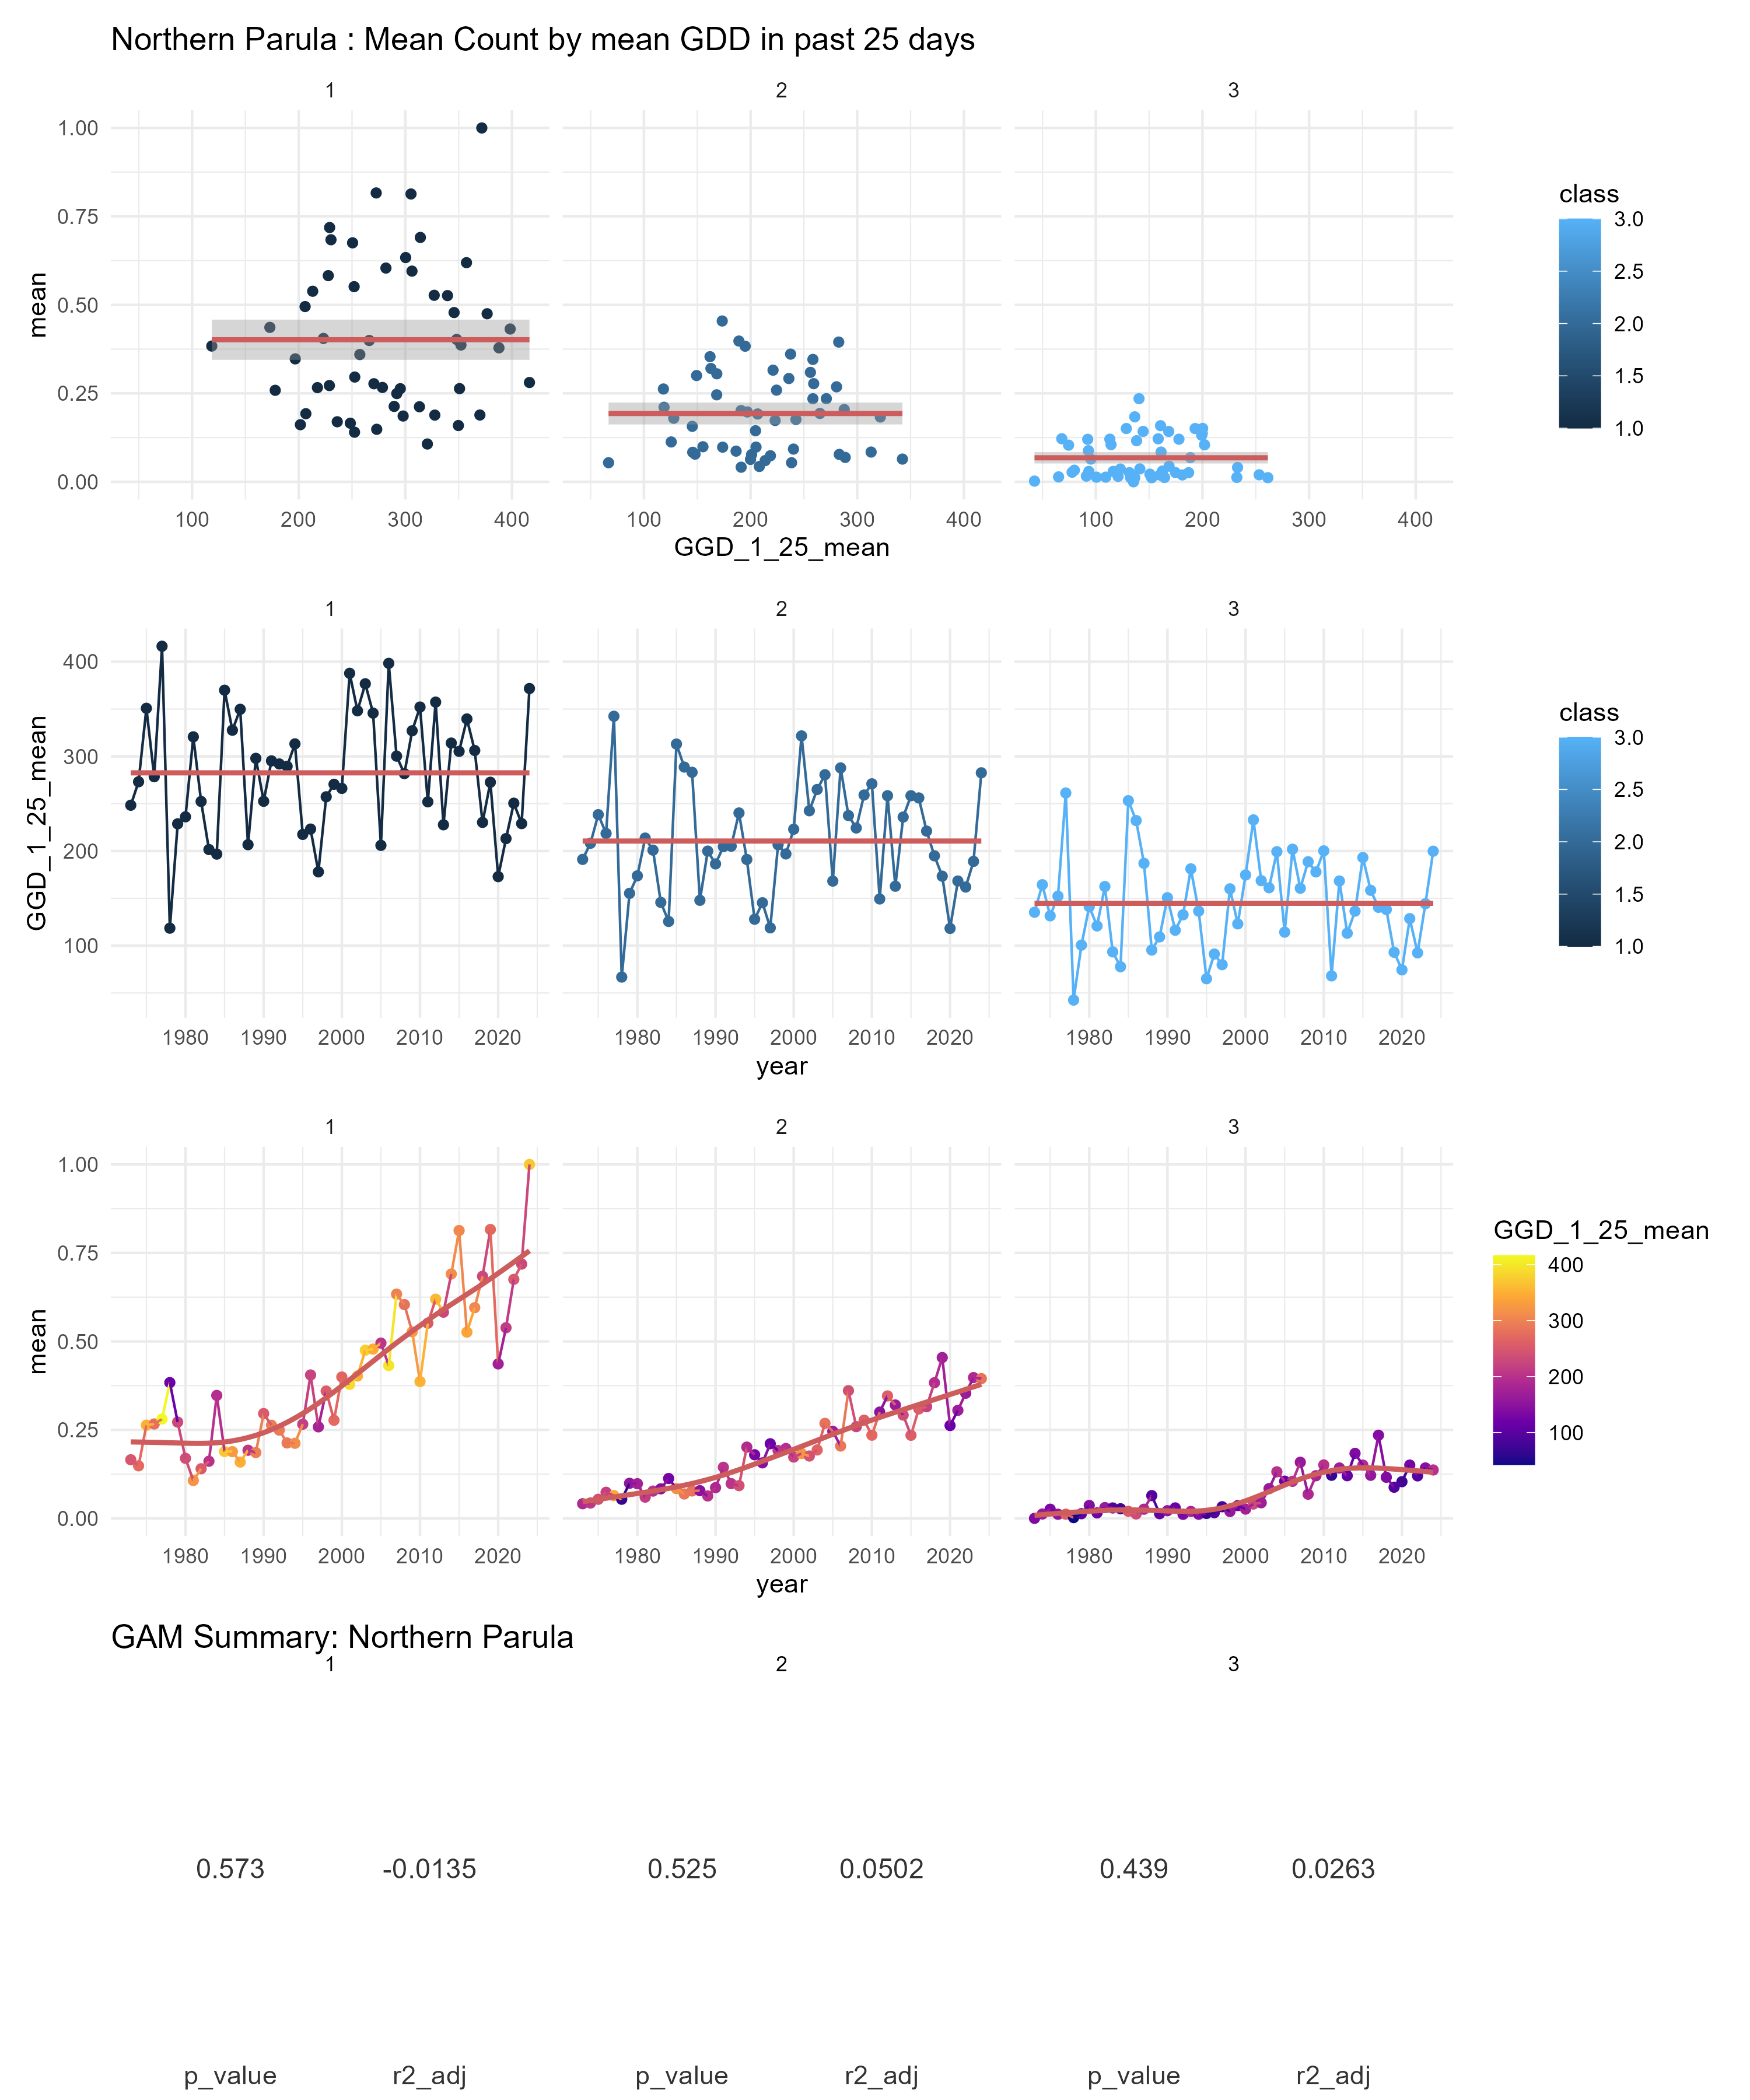 Northern Parula : Mean Count by mean GDD in past 25 days
1 2 3
mean
1.00
0.75
0.50
0.25
0.00
100 200 300 400 100 200 300 400 100 200 300 400
GGD_1_25_mean
class
3.0
2.5
2.0
1.5
1.0
1 2 3
GGD_1_25_mean
400
300
200
100
1980 1990 2000 2010 2020 1980 1990 2000 2010 2020 1980 1990 2000 2010 2020
year
class
3.0
2.5
2.0
1.5
1.0
1 2 3
mean
1.00
0.75
0.50
0.25
0.00
1980 1990 2000 2010 2020 1980 1990 2000 2010 2020 1980 1990 2000 2010 2020
year
GGD_1_25_mean
400
300
200
100
GAM Summary: Northern Parula
1 2 3
0.573 -0.0135 0.525 0.0502 0.439 0.0263
p_value r2_adj p_value r2_adj p_value r2_adj